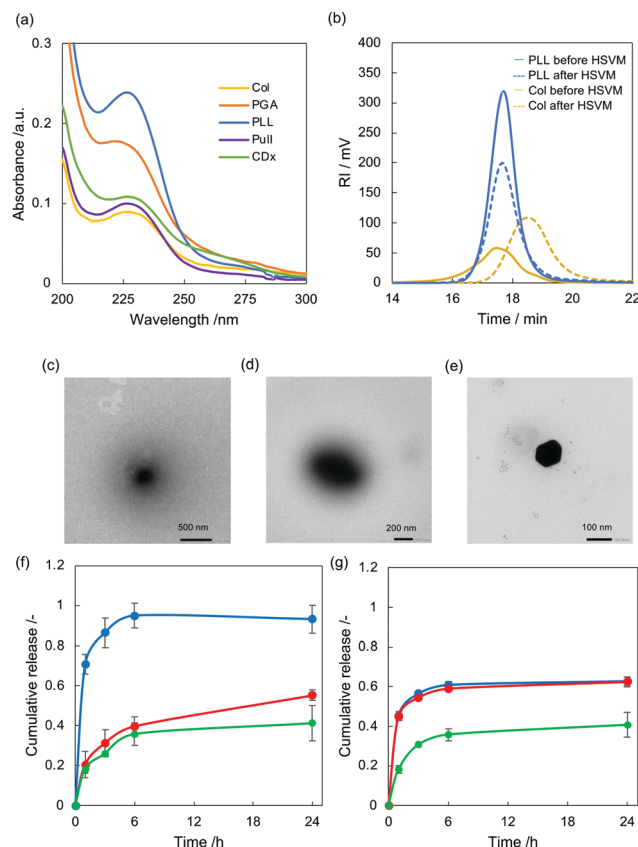 (a)
0.3
0.2
0.1
0
200
225
250
275
300
Absorbance /a.u.
Wavelength /nm
Col
PGA
PLL
Pull
CDx
(b)
400
350
300
250
200
150
100
50
0
14
16
18
20
22
RI / mV
Time / min
PLL before HSVM
PLL after HSVM
Col before HSVM
Col after HSVM
(c)
500 nm
(d)
200 nm
(e)
100 nm
(f)
1.2
1
0.8
0.6
0.4
0.2
0
0
6
12
18
24
Cumulative release /-
Time /h
(g)
1.2
1
0.8
0.6
0.4
0.2
0
0
6
12
18
24
Cumulative release /-
Time /h